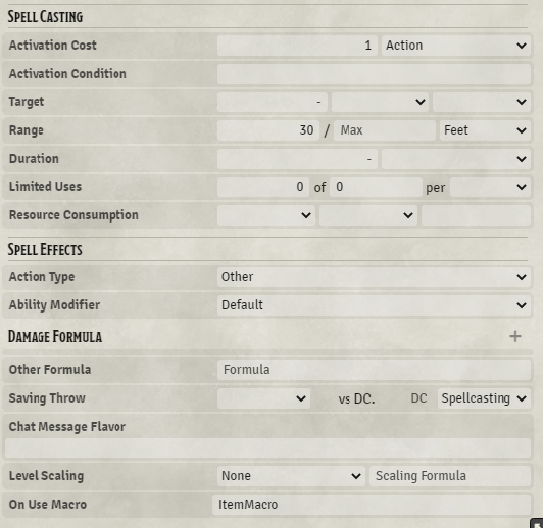 SPELL CASTING
Activation Cost 1 Action
Activation Condition
Target -
Range 30 / Max Feet
Duration -
Limited Uses 0 of 0 per
Resource Consumption
SPELL EFFECTS
Action Type Other
Ability Modifier Default
DAMAGE FORMULA +
Other Formula Formula
Saving Throw vs DC. DC Spellcasting
Chat Message Flavor
Level Scaling None Scaling Formula
On Use Macro ItemMacro